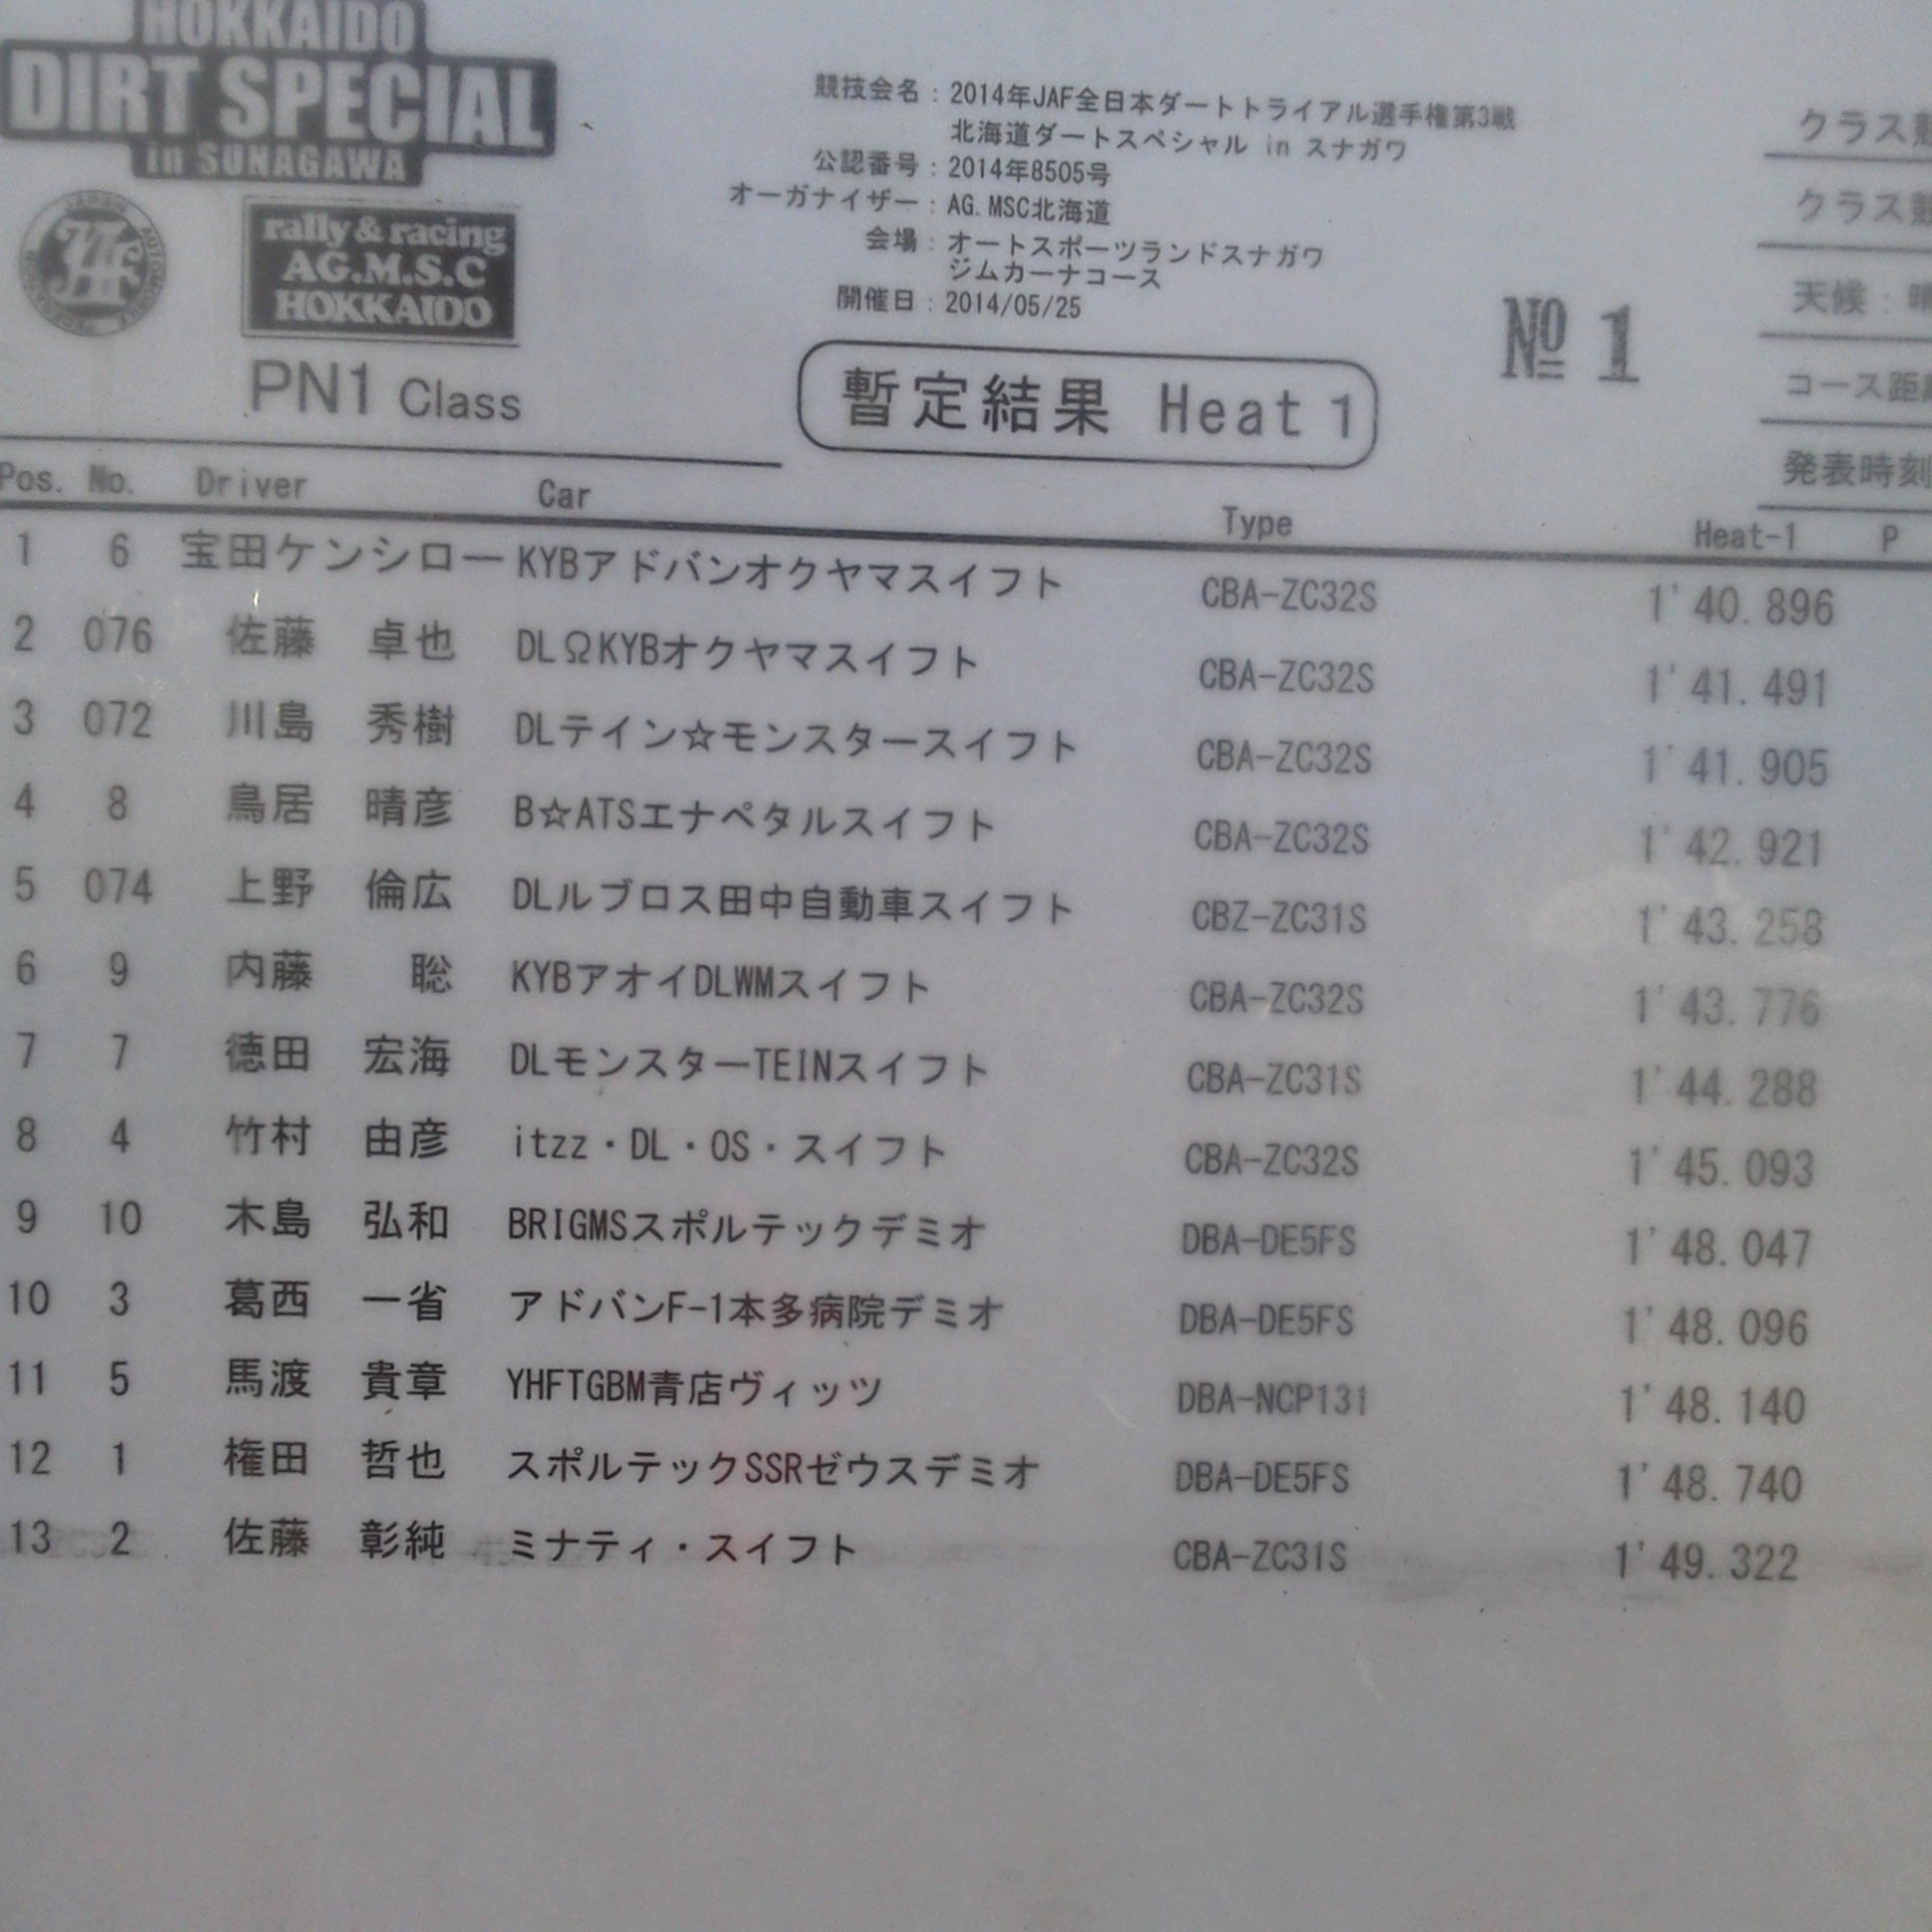 HOKKAIDO
DIRT SPECIAL
in SUNAGAWA
JAPAN
JAF
rally & racing
AG.M.S.C
HOKKAIDO
PN1 Class
競技会名：2014年JAF全日本ダートトライアル選手権第3戦
北海道ダートスペシャル in スナガワ
公認番号：2014年8505号
オーガナイザー：AG.MSC北海道
会場：オートスポーツランドスナガワ
ジムカーナコース
開催日：2014/05/25
暫定結果 Heat 1
№ 1
クラス
クラス
天候：晴
コース距離
発表時刻
Pos. No. Driver Car Type Heat-1 P
1 6 宝田ケンシロー KYBアドバンオクヤマスイフト CBA-ZC32S 1'40.896
2 076 佐藤 卓也 DLΩKYBオクヤマスイフト CBA-ZC32S 1'41.491
3 072 川島 秀樹 DLテイン☆モンスタースイフト CBA-ZC32S 1'41.905
4 8 鳥居 晴彦 B☆ATSエナペタルスイフト CBA-ZC32S 1'42.921
5 074 上野 倫広 DLルブロス田中自動車スイフト CBZ-ZC31S 1'43.258
6 9 内藤 聡 KYBアオイDLWMスイフト CBA-ZC32S 1'43.776
7 7 徳田 宏海 DLモンスターTEINスイフト CBA-ZC31S 1'44.288
8 4 竹村 由彦 itzz・DL・OS・スイフト CBA-ZC32S 1'45.093
9 10 木島 弘和 BRIGMSスポルテックデミオ DBA-DE5FS 1'48.047
10 3 葛西 一省 アドバンF-1本多病院デミオ DBA-DE5FS 1'48.096
11 5 馬渡 貴章 YHFTGBM青店ヴィッツ DBA-NCP131 1'48.140
12 1 権田 哲也 スポルテックSSRゼウスデミオ DBA-DE5FS 1'48.740
13 2 佐藤 彰純 ミナティ・スイフト CBA-ZC31S 1'49.322